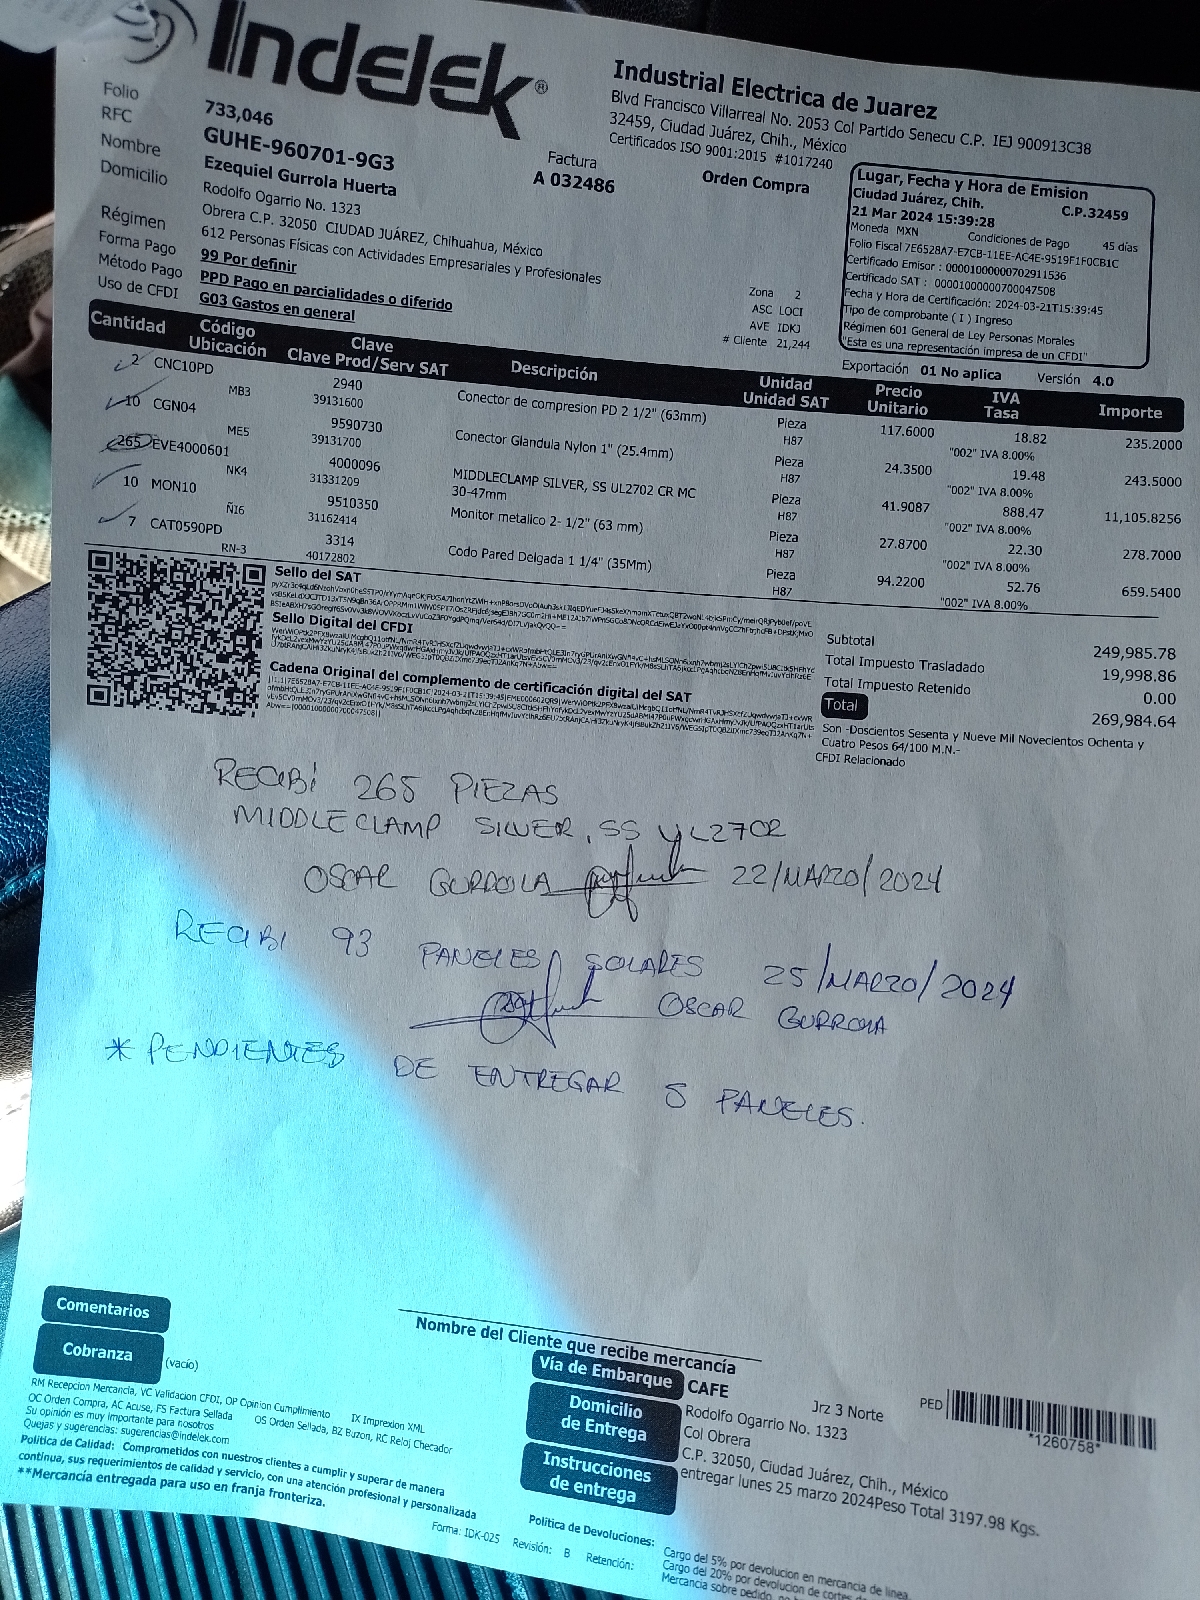 Indelek®
Industrial Electrica de Juarez
Blvd Francisco Villarreal No. 2053 Col Partido Senecu C.P. IEJ 900913C38
32459, Ciudad Juárez, Chih., México
Certificados ISO 9001:2015 #1017240
Folio 733,046
RFC GUHE-960701-9G3
Nombre Ezequiel Gurrola Huerta
Domicilio Rodolfo Ogarrio No. 1323
Obrera C.P. 32050 CIUDAD JUÁREZ, Chihuahua, México
Régimen 612 Personas Físicas con Actividades Empresariales y Profesionales
Forma Pago 99 Por definir
Método Pago PPD Pago en parcialidades o diferido
Uso de CFDI G03 Gastos en general
Factura
A 032486
Orden Compra
Lugar, Fecha y Hora de Emision
Ciudad Juárez, Chih. C.P.32459
21 Mar 2024 15:39:28
Moneda MXN Condiciones de Pago 45 días
Folio Fiscal 7E6528A7-E7CB-11EE-AC4E-9519F1F0CB1C
Certificado Emisor : 00001000000702911536
Certificado SAT : 00001000000700047508
Fecha y Hora de Certificación: 2024-03-21T15:39:45
Tipo de comprobante ( I ) Ingreso
Régimen 601 General de Ley Personas Morales
"Esta es una representación impresa de un CFDI"
Zona 2
ASC LOCI
AVE IDKJ
# Cliente 21,244
Exportación 01 No aplica Versión 4.0
Cantidad Código Clave Descripción Unidad Precio IVA Importe
Ubicación Clave Prod/Serv SAT Unidad SAT Unitario Tasa
2 CNC10PD 2940 Conector de compresion PD 2 1/2" (63mm) Pieza 117.6000 18.82 235.2000
MB3 39131600 H87 "002" IVA 8.00%
10 CGN04 9590730 Conector Glandula Nylon 1" (25.4mm) Pieza 24.3500 19.48 243.5000
ME5 39131700 H87 "002" IVA 8.00%
265 EVE4000601 4000096 MIDDLECLAMP SILVER, SS UL2702 CR MC Pieza 41.9087 888.47 11,105.8256
NK4 31331209 30-47mm H87 "002" IVA 8.00%
10 MON10 9510350 Monitor metalico 2- 1/2" (63 mm) Pieza 27.8700 22.30 278.7000
ÑI6 31162414 H87 "002" IVA 8.00%
7 CAT0590PD 3314 Codo Pared Delgada 1 1/4" (35Mm) Pieza 94.2200 52.76 659.5400
RN-3 40172802 H87 "002" IVA 8.00%
Sello del SAT
Sello Digital del CFDI
Cadena Original del complemento de certificación digital del SAT
Subtotal 249,985.78
Total Impuesto Trasladado 19,998.86
Total Impuesto Retenido 0.00
Total 269,984.64
Son -Doscientos Sesenta y Nueve Mil Novecientos Ochenta y
Cuatro Pesos 64/100 M.N.-
CFDI Relacionado
RECIBÍ 265 PIEZAS
MIDDLECLAMP SILVER, SS UL2702
OSCAR GURROLA 22/MARZO/2024
RECIBI 93 PANELES SOLARES 25/MARZO/2024
OSCAR GURROLA
* PENDIENTES DE ENTREGAR 5 PANELES.
Nombre del Cliente que recibe mercancía
Comentarios
Cobranza (vacío)
RM Recepcion Mercancia, VC Validacion CFDI, OP Opinion Cumplimiento IX Impresion XML
OC Orden Compra, AC Acuse, FS Factura Sellada OS Orden Sellada, BZ Buzon, RC Reloj Checador
Su opinión es muy importante para nosotros
Quejas y sugerencias: sugerencias@indelek.com
Política de Calidad: Comprometidos con nuestros clientes a cumplir y superar de manera
continua, sus requerimientos de calidad y servicio, con una atención profesional y personalizada
**Mercancía entregada para uso en franja fronteriza.
Vía de Embarque CAFE Jrz 3 Norte
Domicilio de Entrega
Rodolfo Ogarrio No. 1323
Col Obrera
C.P. 32050, Ciudad Juárez, Chih., México
Instrucciones de entrega
entregar lunes 25 marzo 2024Peso Total 3197.98 Kgs.
PED *1260758*
Forma: IDK-025 Revisión: B Retención:
Política de Devoluciones: Cargo del 5% por devolucion en mercancia de linea
Cargo del 20% por devolucion de cortes
Mercancia sobre pedido,